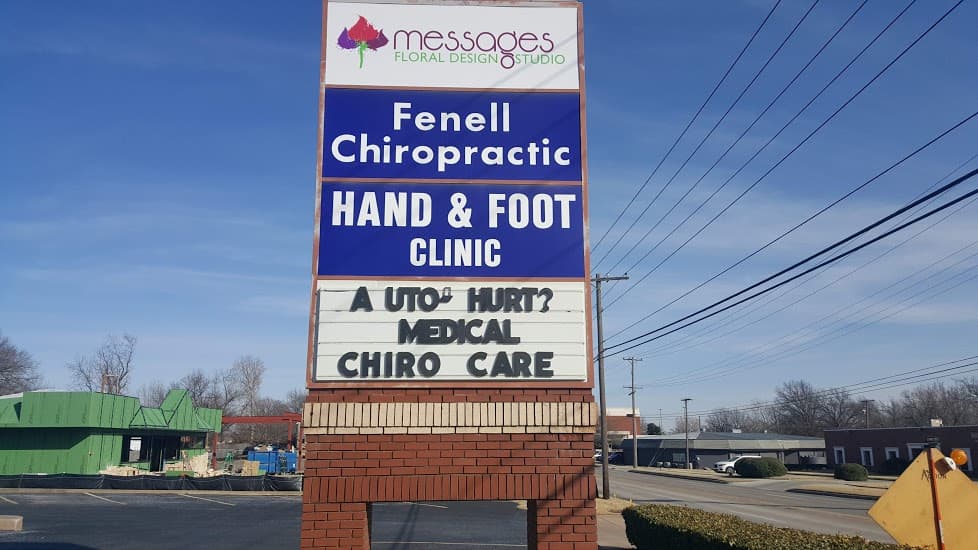 messages
FLORAL DESIGN STUDIO
Fenell
Chiropractic
HAND & FOOT
CLINIC
A UTO HURT?
MEDICAL
CHIRO CARE